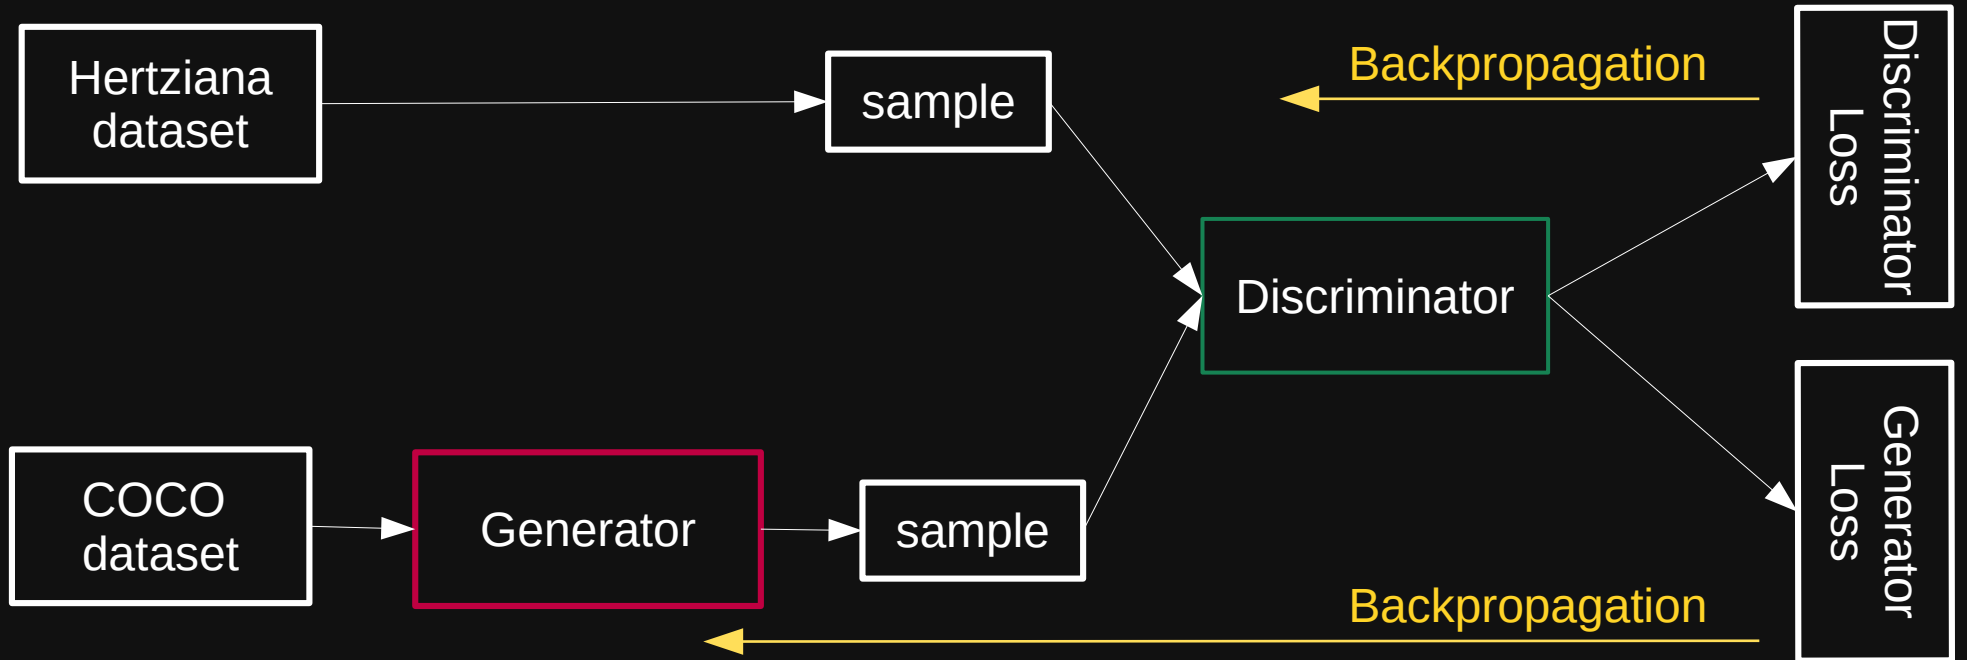 Hertziana
dataset
sample
Backpropagation
Discriminator
Loss
Discriminator
COCO
dataset
Generator
sample
Generator
Loss
Backpropagation